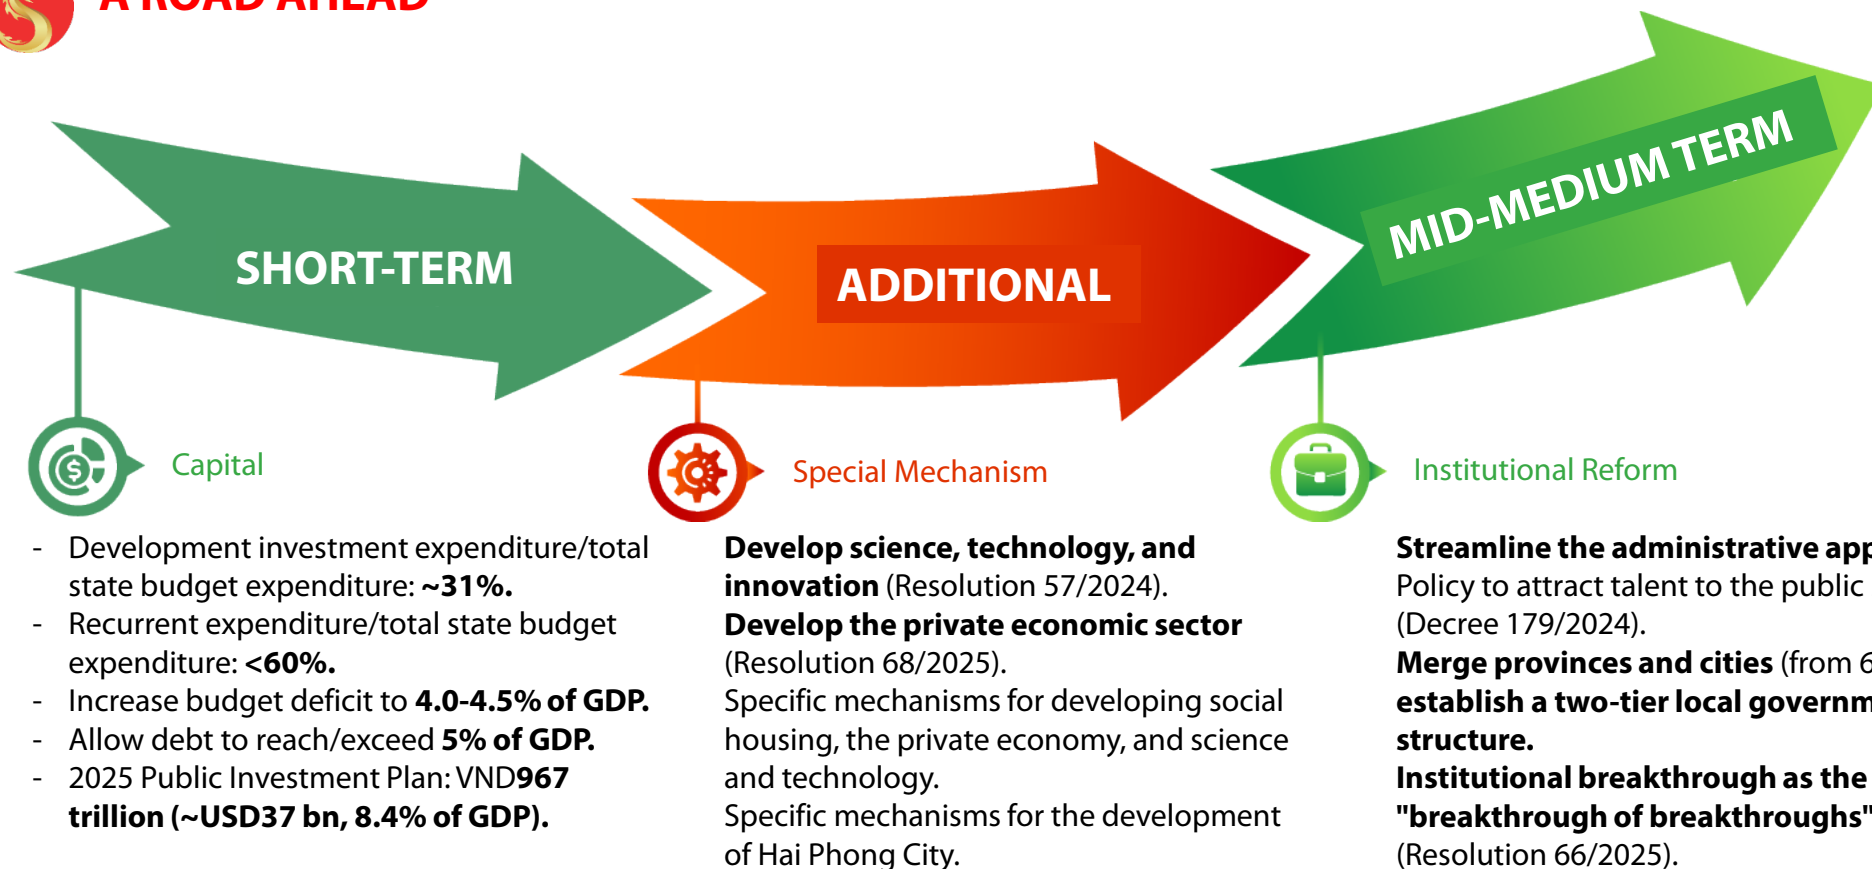 A ROAD AHEAD
SHORT-TERM
ADDITIONAL
MID-MEDIUM TERM
Capital
- Development investment expenditure/total
state budget expenditure: ~31%.
- Recurrent expenditure/total state budget
expenditure: <60%.
- Increase budget deficit to 4.0-4.5% of GDP.
- Allow debt to reach/exceed 5% of GDP.
- 2025 Public Investment Plan: VND967
trillion (~USD37 bn, 8.4% of GDP).
Special Mechanism
Develop science, technology, and
innovation (Resolution 57/2024).
Develop the private economic sector
(Resolution 68/2025).
Specific mechanisms for developing social
housing, the private economy, and science
and technology.
Specific mechanisms for the development
of Hai Phong City.
Institutional Reform
Streamline the administrative
Policy to attract talent to the public
(Decree 179/2024).
Merge provinces and cities (from
establish a two-tier local
structure.
Institutional breakthrough as the
"breakthrough of breakthroughs"
(Resolution 66/2025).